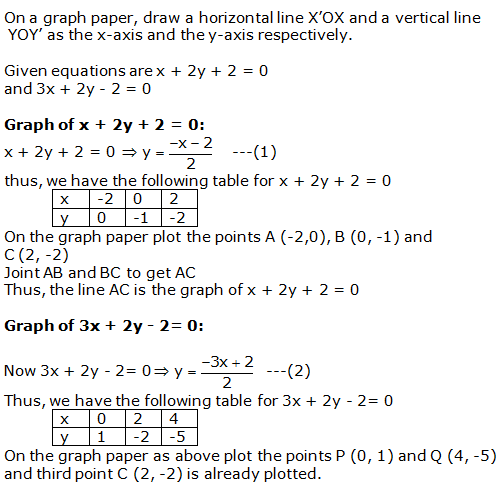 On a graph paper, draw a horizontal line X'OX and a vertical line
YOY' as the x-axis and the y-axis respectively.
Given equations are x + 2y + 2 = 0
and 3x + 2y - 2 = 0
Graph of x + 2y + 2 = 0:
x + 2y + 2 = 0 ⇒ y = (−x − 2)/2 ---(1)
thus, we have the following table for x + 2y + 2 = 0
x -2 0 2
y 0 -1 -2
On the graph paper plot the points A (-2,0), B (0, -1) and
C (2, -2)
Joint AB and BC to get AC
Thus, the line AC is the graph of x + 2y + 2 = 0
Graph of 3x + 2y - 2= 0:
Now 3x + 2y - 2= 0⇒ y = (−3x + 2)/2 ---(2)
Thus, we have the following table for 3x + 2y - 2= 0
x 0 2 4
y 1 -2 -5
On the graph paper as above plot the points P (0, 1) and Q (4, -5)
and third point C (2, -2) is already plotted.